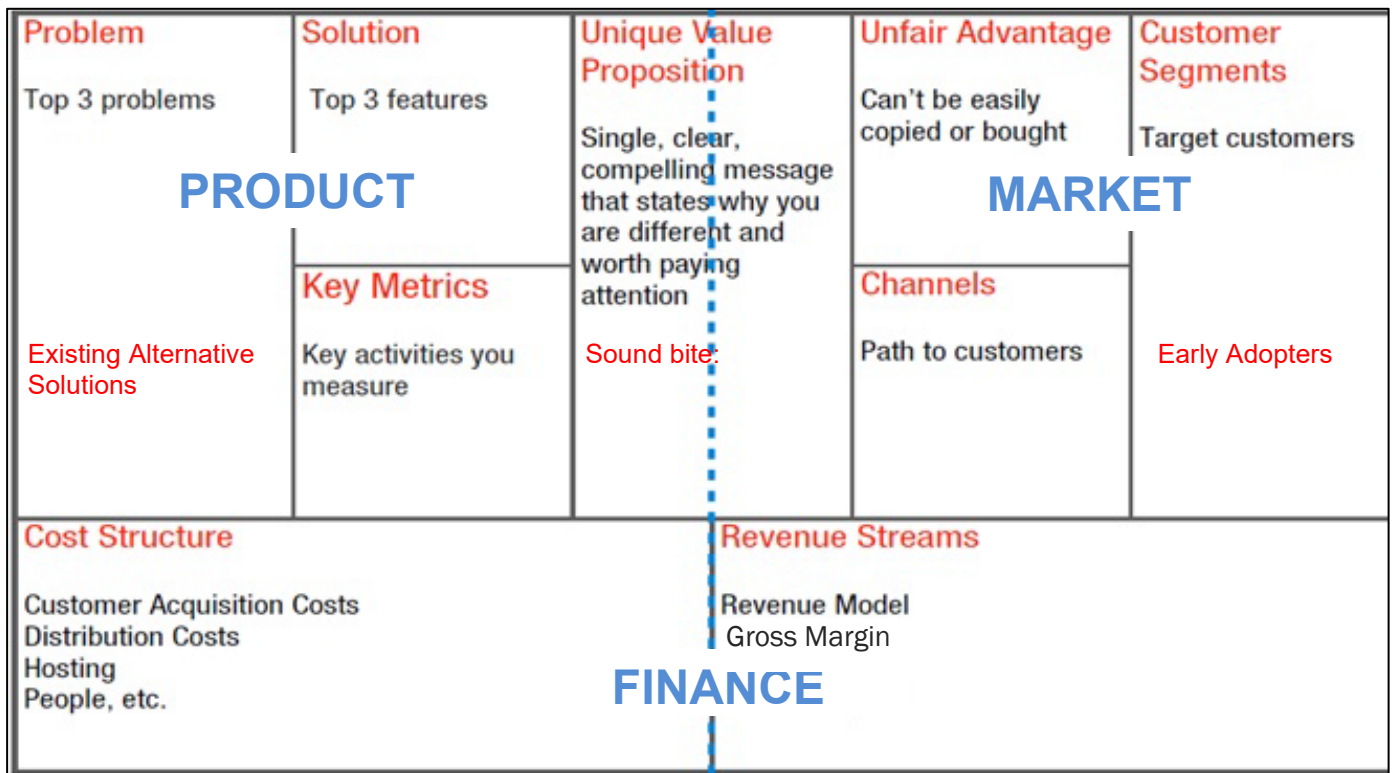 Problem
Top 3 problems
Existing Alternative
Solutions
Solution
Top 3 features
PRODUCT
Key Metrics
Key activities you
measure
Unique Value
Proposition
Single, clear,
compelling message
that states why you
are different and
worth paying
attention
Sound bite:
Unfair Advantage
Can't be easily
copied or bought
MARKET
Channels
Path to customers
Customer
Segments
Target customers
Early Adopters
Cost Structure
Customer Acquisition Costs
Distribution Costs
Hosting
People, etc.
FINANCE
Revenue Streams
Revenue Model
Gross Margin